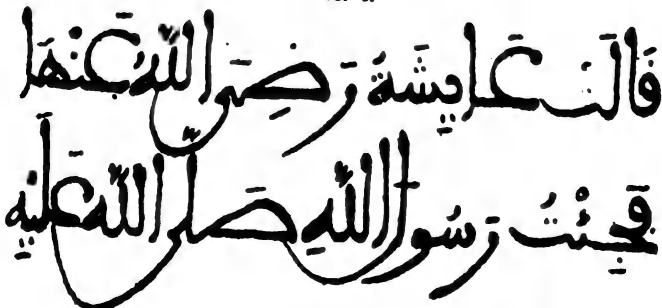 قَالَت عَايِشَةُ رَضِىَ اللّهُ عَنْهَا
فَجِئْتُ رَسُولَ اللّهِ صَلَّى اللّهُ عَلَيْهِ